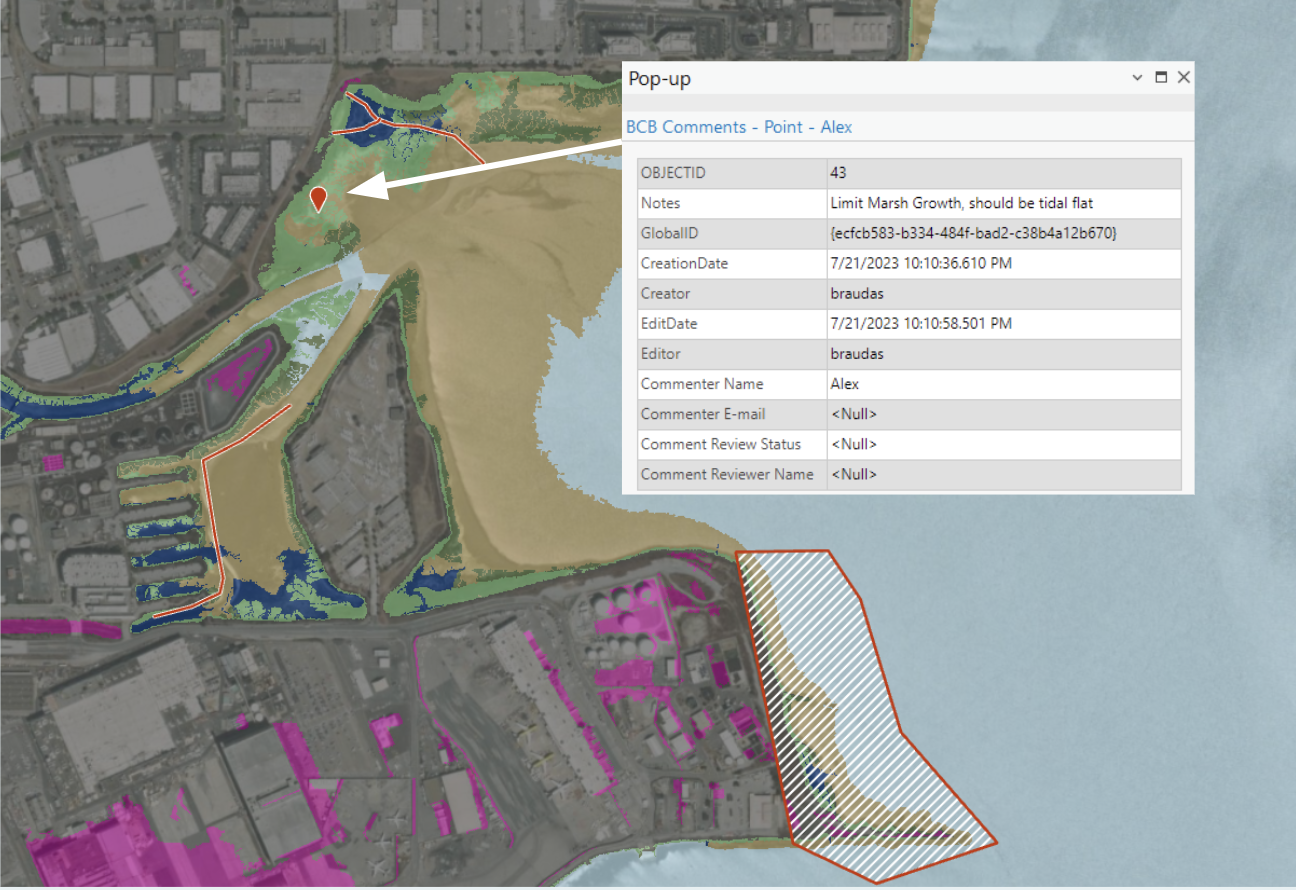 Pop-up
BCB Comments - Point - Alex
OBJECTID 43
Notes Limit Marsh Growth, should be tidal flat
GlobalID {ecfcb583-b334-484f-bad2-c38b4a12b670}
CreationDate 7/21/2023 10:10:36.610 PM
Creator braudas
EditDate 7/21/2023 10:10:58.501 PM
Editor braudas
Commenter Name Alex
Commenter E-mail <Null>
Comment Review Status <Null>
Comment Reviewer Name <Null>